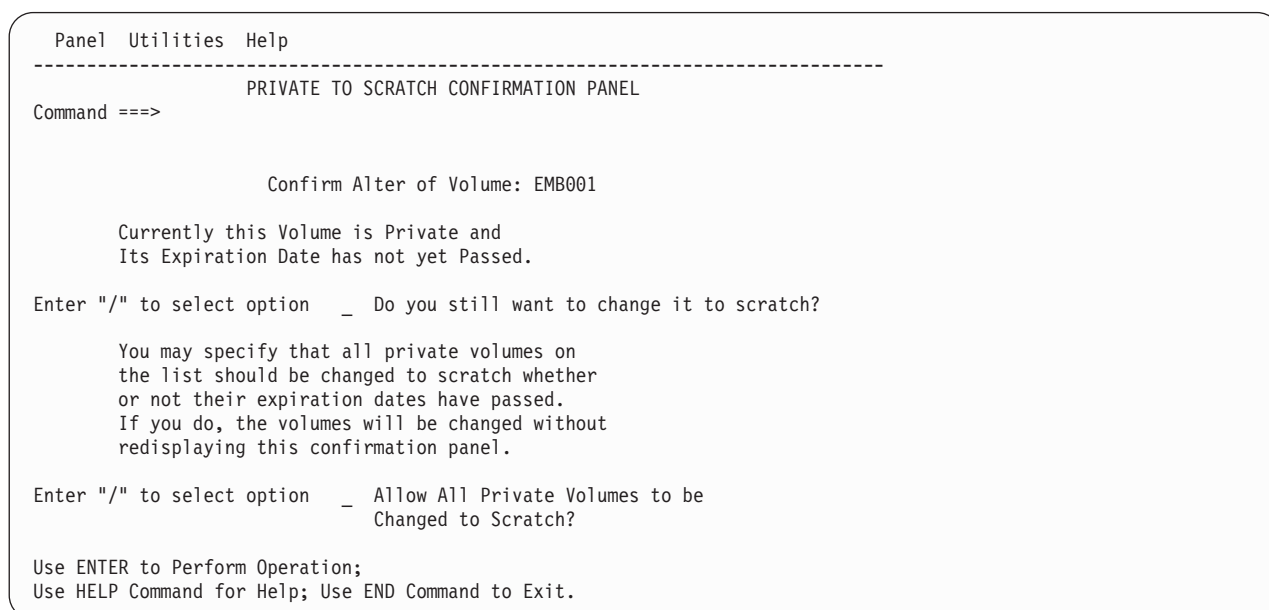 Panel Utilities Help
--------------------------------------------------------------------------------
PRIVATE TO SCRATCH CONFIRMATION PANEL
Command ===>
Confirm Alter of Volume: EMB001
Currently this Volume is Private and
Its Expiration Date has not yet Passed.
Enter "/" to select option _ Do you still want to change it to scratch?
You may specify that all private volumes on
the list should be changed to scratch whether
or not their expiration dates have passed.
If you do, the volumes will be changed without
redisplaying this confirmation panel.
Enter "/" to select option _ Allow All Private Volumes to be
Changed to Scratch?
Use ENTER to Perform Operation;
Use HELP Command for Help; Use END Command to Exit.